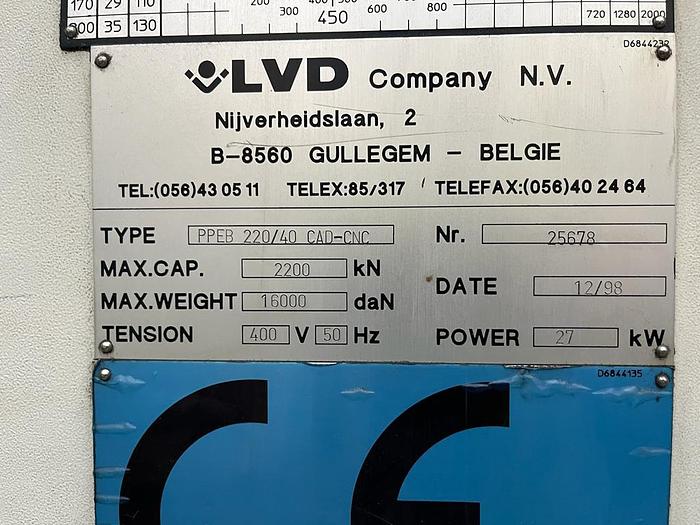 170 29 110
300 35 130
300 450 600 800
720 1280 2000
D6844232
LVD Company N.V.
Nijverheidslaan, 2
B-8560 GULLEGEM - BELGIE
TEL:(056)43 05 11 TELEX:85/317 TELEFAX:(056)40 24 64
TYPE PPEB 220/40 CAD-CNC Nr. 25678
MAX.CAP. 2200 kN
MAX.WEIGHT 16000 daN DATE 12/98
TENSION 400 V 50 Hz POWER 27 kW
D6844135
CE